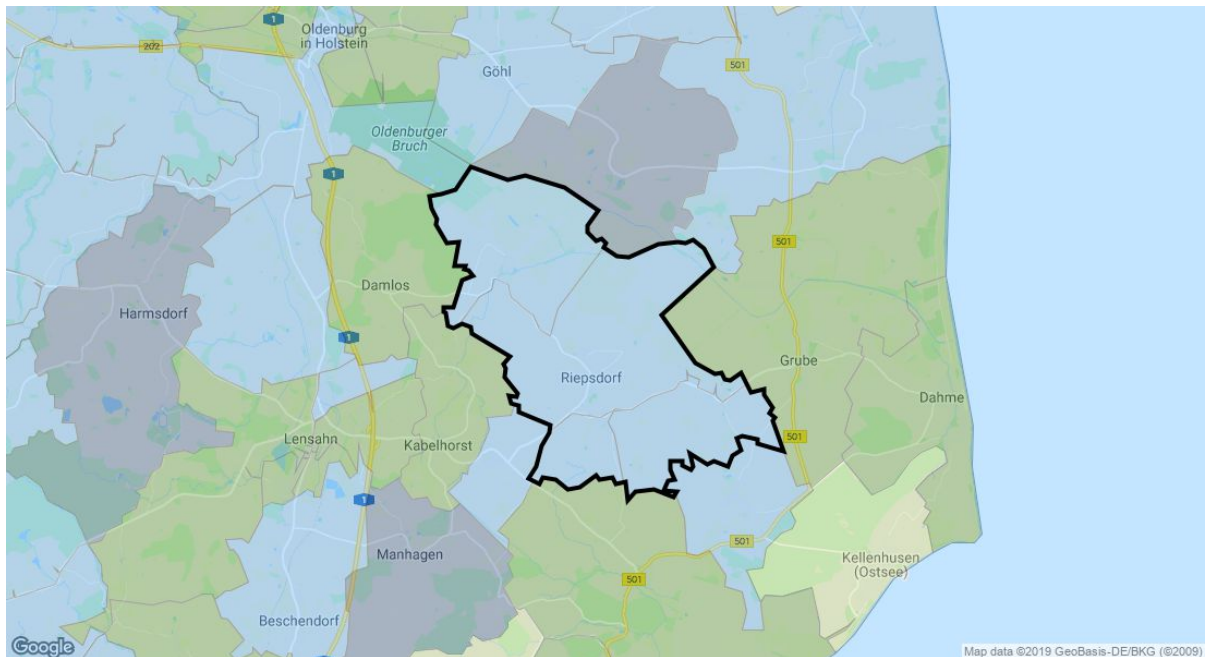 1
202
Oldenburg
in Holstein
Göhl
501
Oldenburger
Bruch
1
501
Damlos
Harmsdorf
1
Grube
Riepsdorf
Dahme
Lensahn
Kabelhorst
501
1
501
Manhagen
Kellenhusen
(Ostsee)
501
Beschendorf
Google
Map data ©2019 GeoBasis-DE/BKG (©2009)